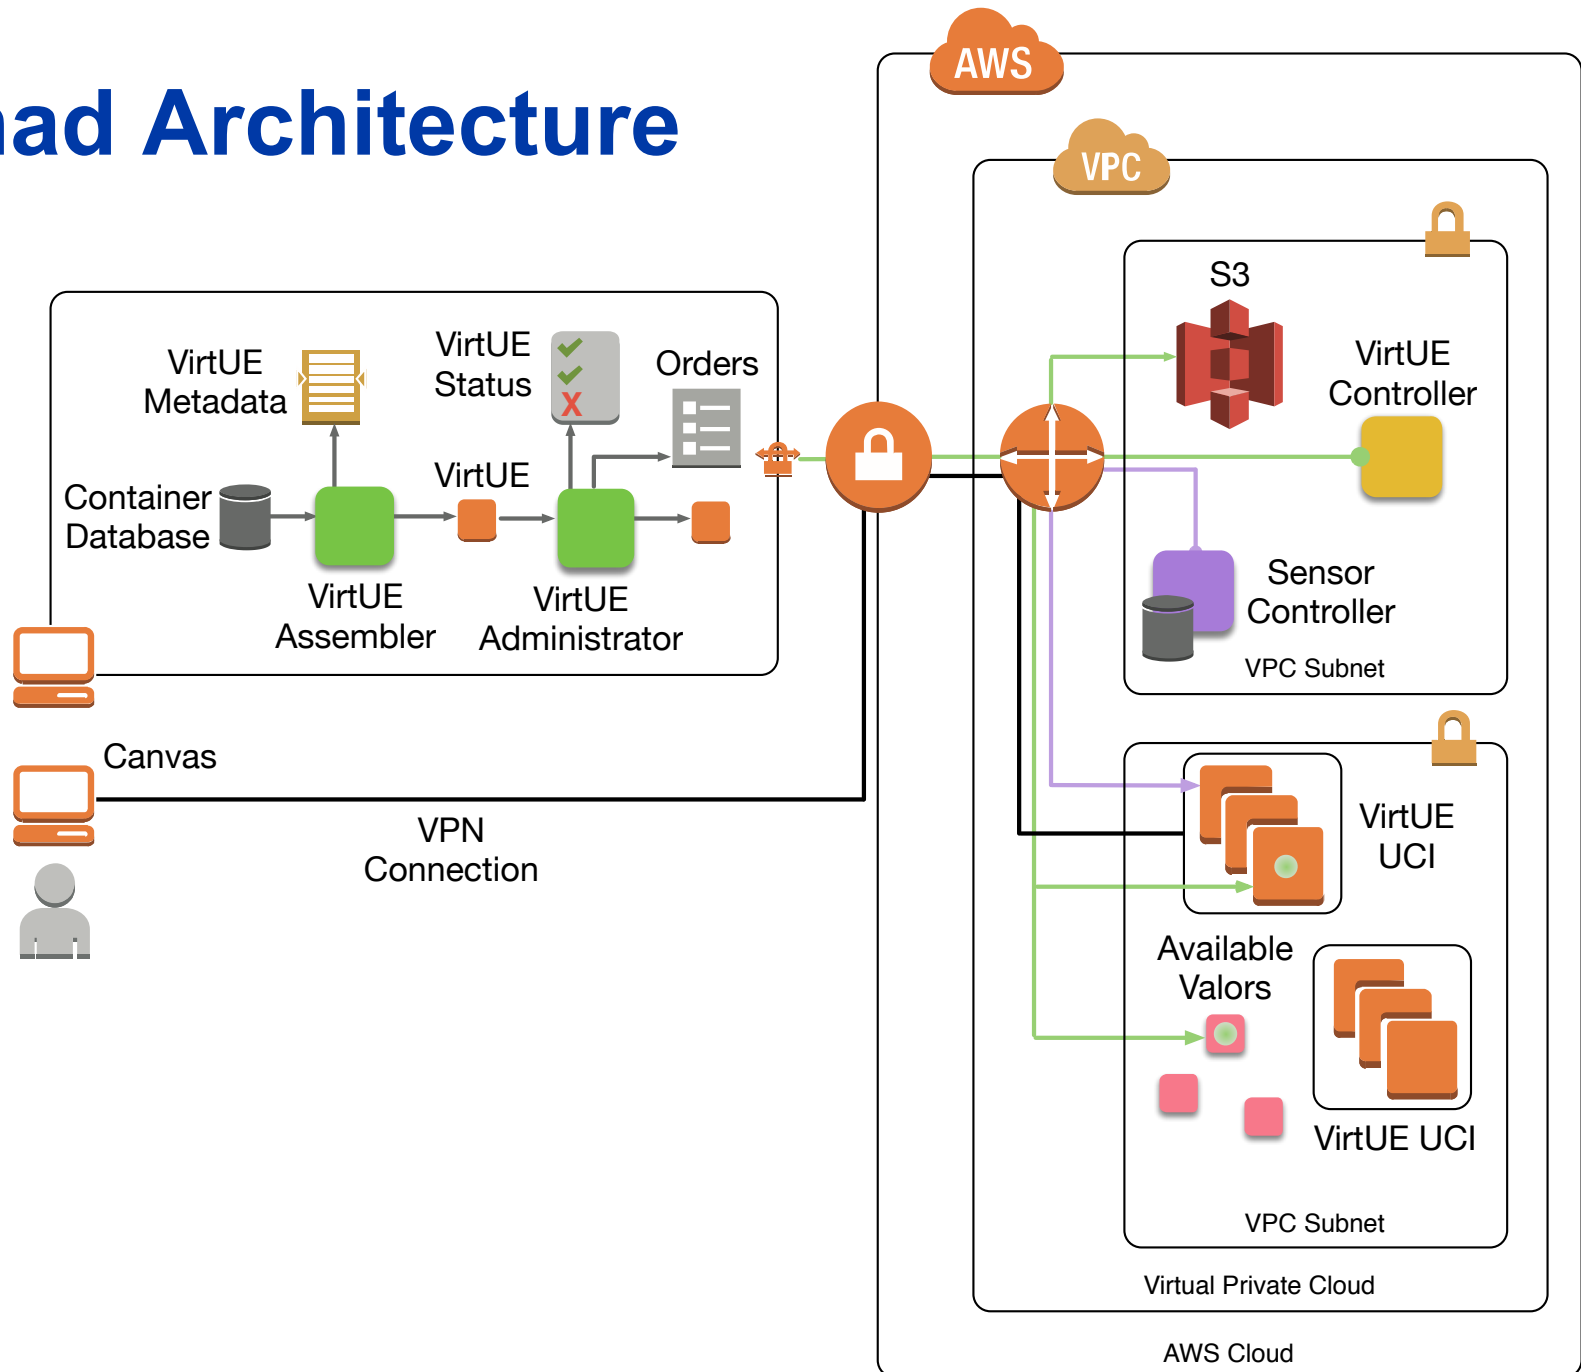 ad Architecture
AWS
VPC
S3
VirtUE
Controller
Sensor
Controller
VPC Subnet
VirtUE
Metadata
VirtUE
Status
X
Orders
Container
Database
VirtUE
VirtUE
Assembler
VirtUE
Administrator
Canvas
VPN
Connection
VirtUE
UCI
Available
Valors
VirtUE UCI
VPC Subnet
Virtual Private Cloud
AWS Cloud